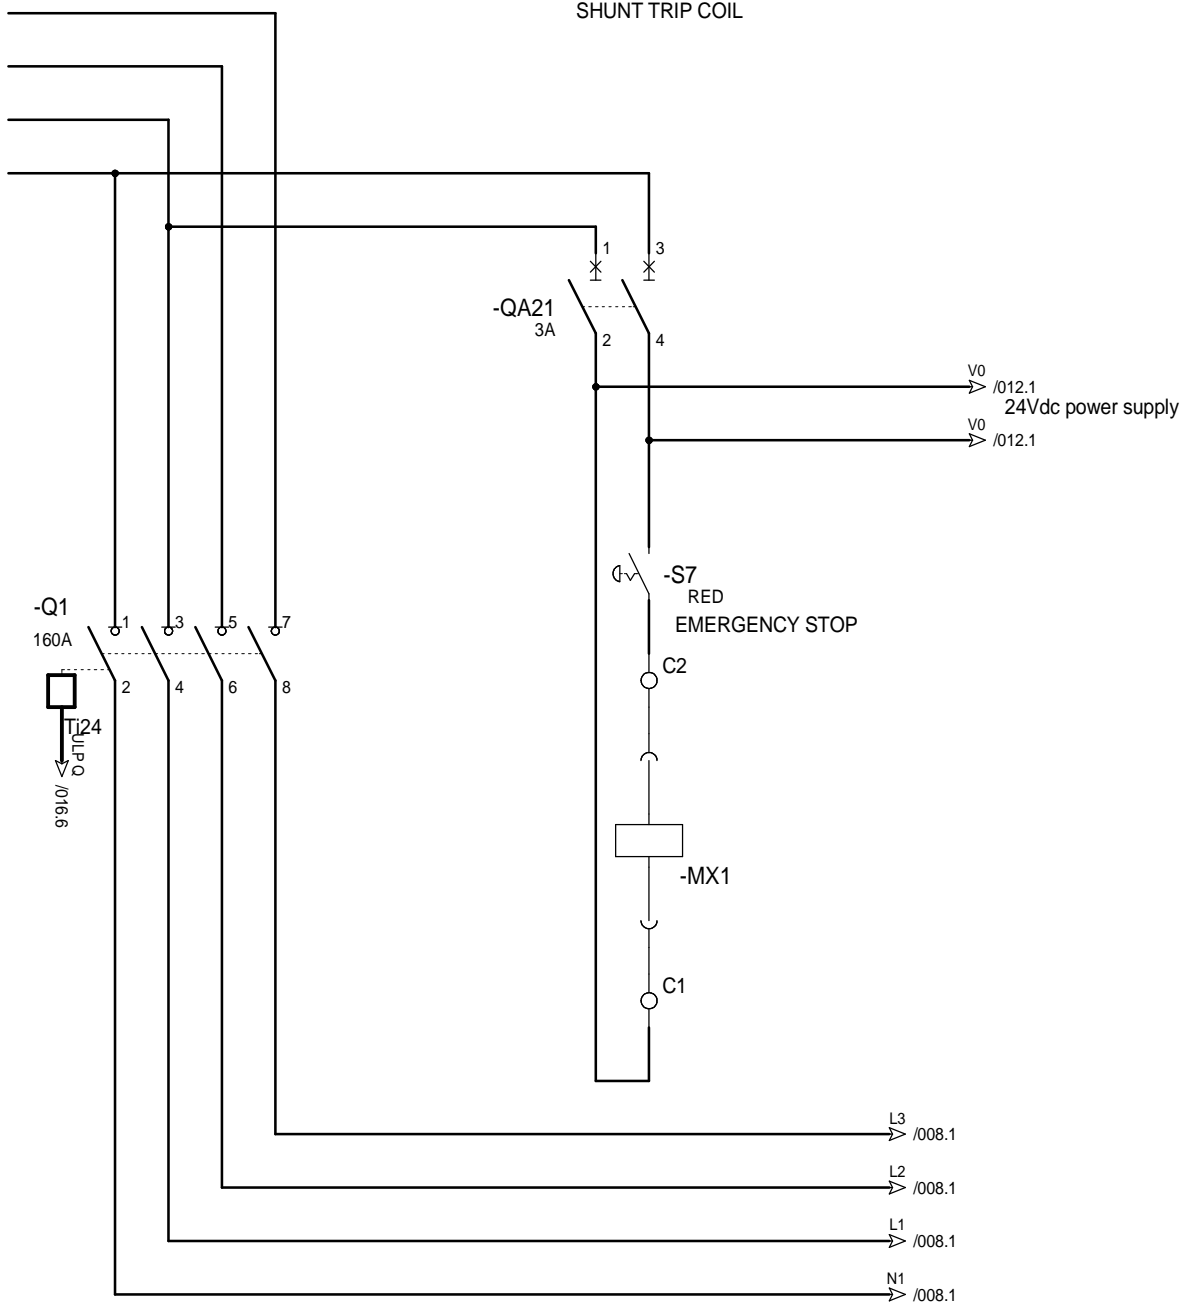 SHUNT TRIP COIL
1
3
-QA21
3A
2
4
V0
/012.1
24Vdc power supply
V0
/012.1
-S7
RED
EMERGENCY STOP
-Q1
160A
1
3
5
7
2
4
6
8
Ti24
ULP Q
/016.6
C2
-MX1
C1
L3
/008.1
L2
/008.1
L1
/008.1
N1
/008.1